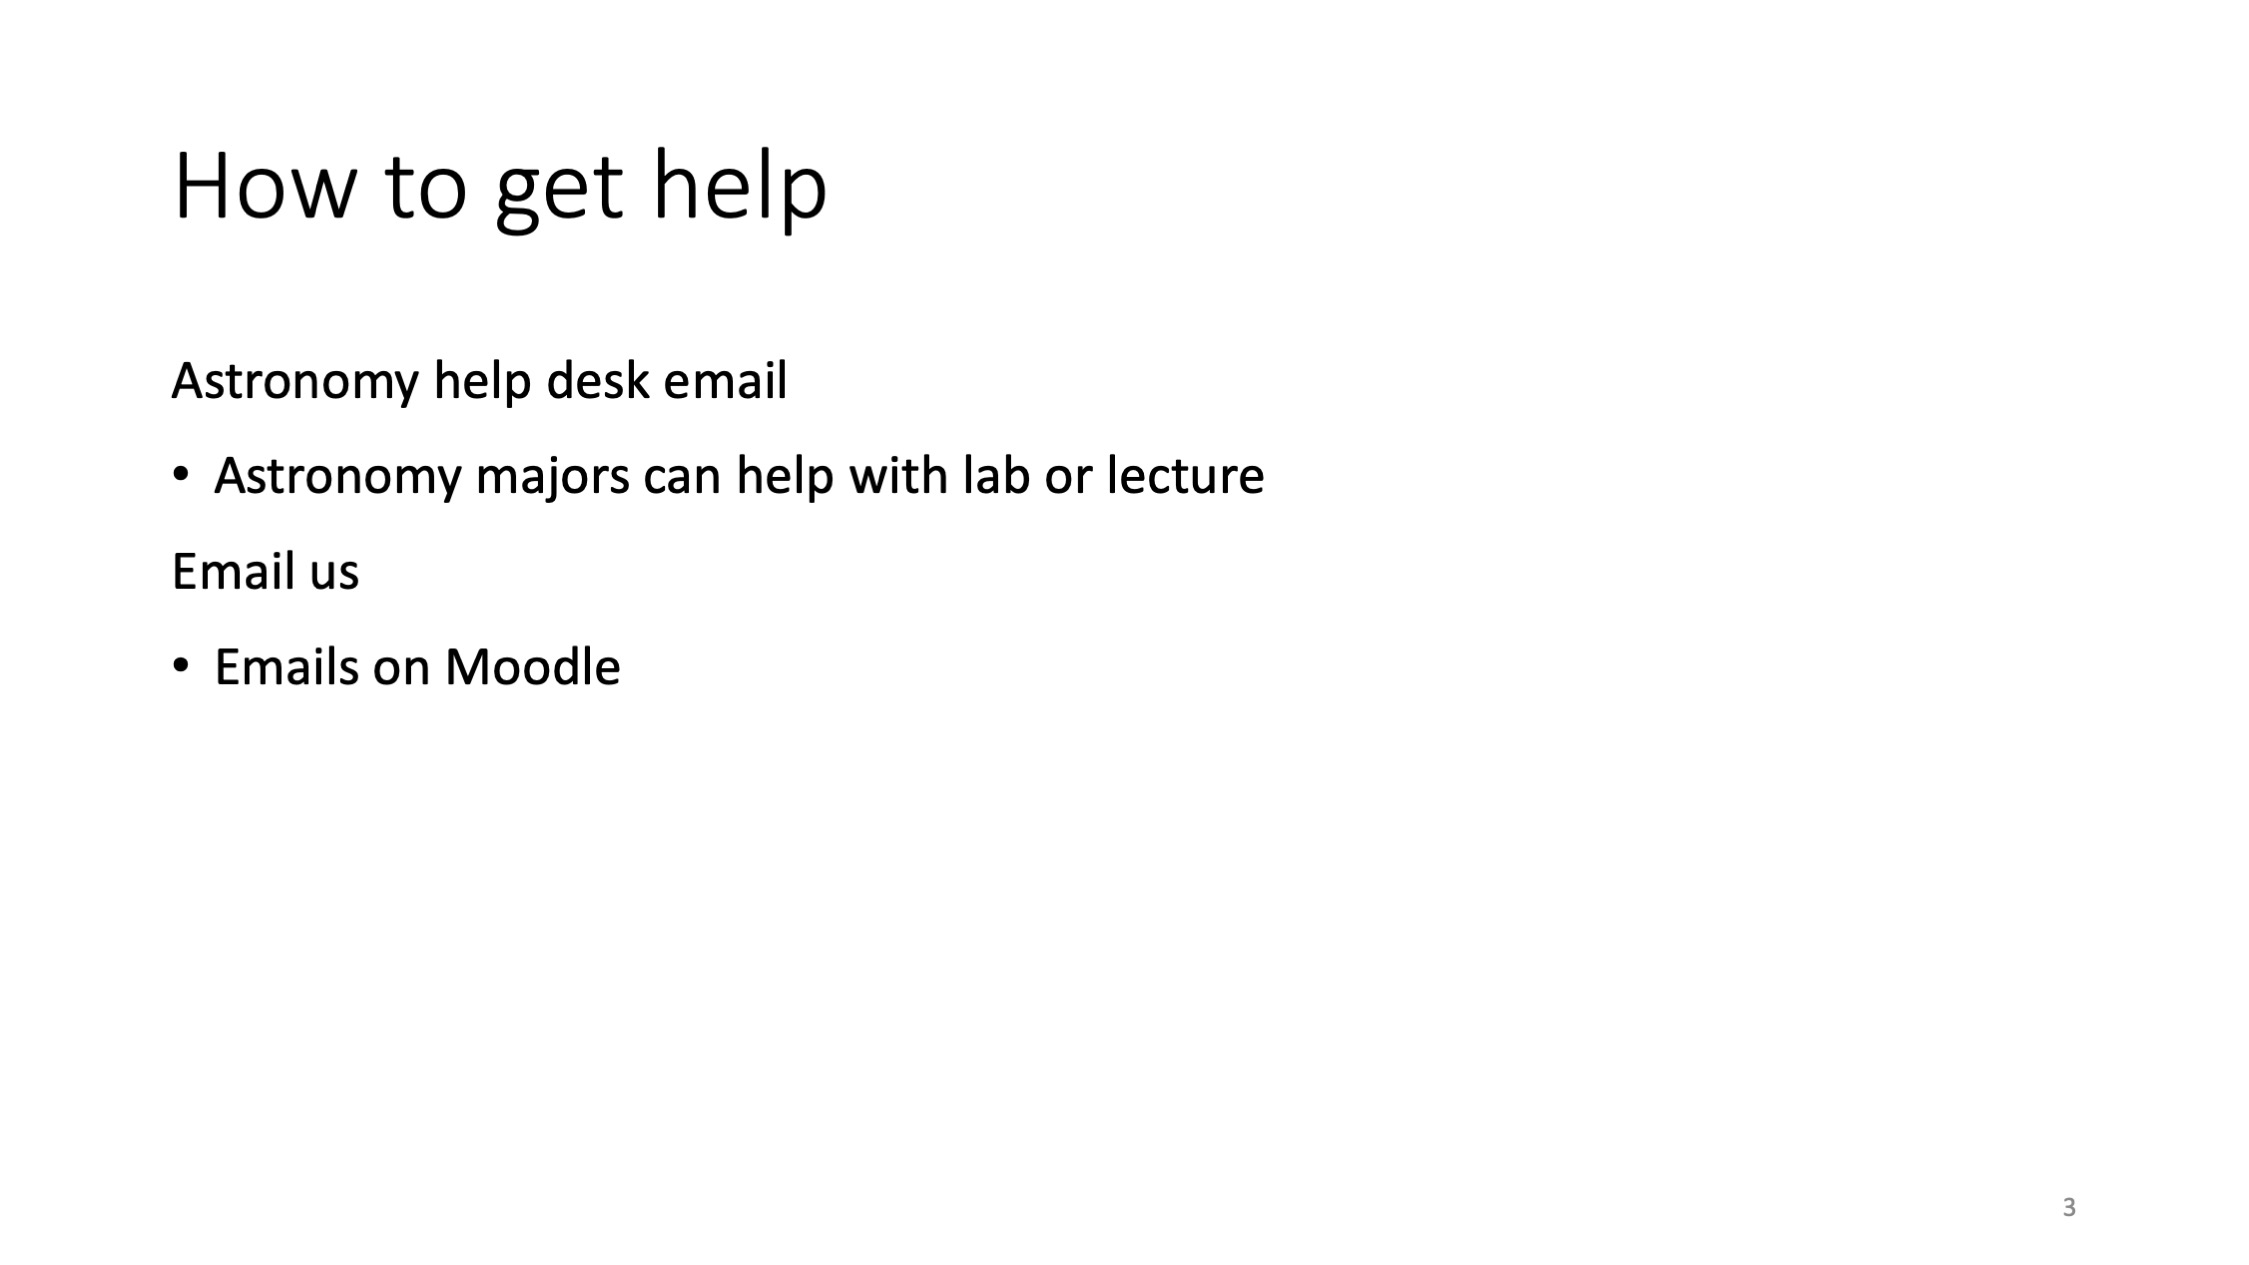 How to get help
Astronomy help desk email
• Astronomy majors can help with lab or lecture
Email us
• Emails on Moodle
3